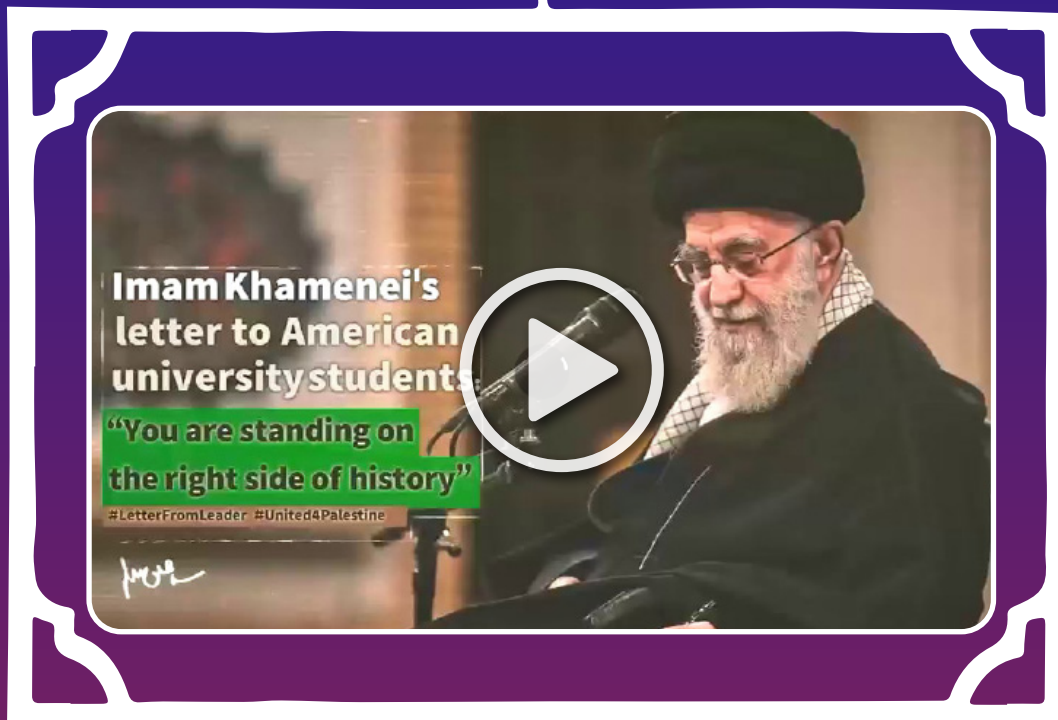 Imam Khamenei's
letter to American
university students:
“You are standing on
the right side of history”
#LetterFromLeader #United4Palestine